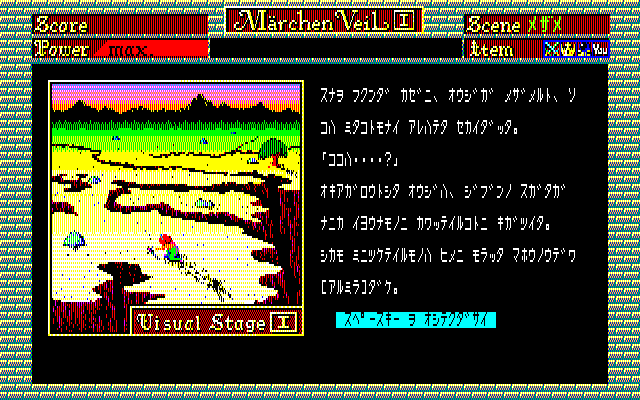 Score
MärchenVeil I
Scene ﾒｻﾞﾒ
Power max.
Item
You
ｽﾅｦ ﾌｸﾝﾀﾞ ｶｾﾞﾆ、ｵｳｼﾞｶﾞ ﾒｻﾞﾒﾙﾄ、ｿ
ｺﾊ ﾐﾀｺﾄﾓﾅｲ ｱﾚﾊﾃﾀ ｾｶｲﾀﾞｯﾀ。
｢ｺｺﾊ････?｣
ｵｷｱｶﾞﾛｳﾄｼﾀ ｵｳｼﾞﾊ、ｼﾞﾌﾞﾝﾉ ｽｶﾞﾀｶﾞ
ﾅﾆｶ ｲﾖｳﾅﾓﾉﾆ ｶﾜｯﾃｲﾙｺﾄﾆ ｷｶﾞﾂｲﾀ。
ｼｶﾓ ﾐﾆﾂｹﾃｲﾙﾓﾉﾊ ﾋﾒﾆ ﾓﾗｯﾀ ﾏﾎｳﾉｳﾃﾞﾜ
[ｱﾙﾐﾗ]ﾀﾞｹ。
ｽﾍﾟｰｽｷｰ ヲ ｵｼﾃｸﾀﾞｻｲ
Visual Stage I